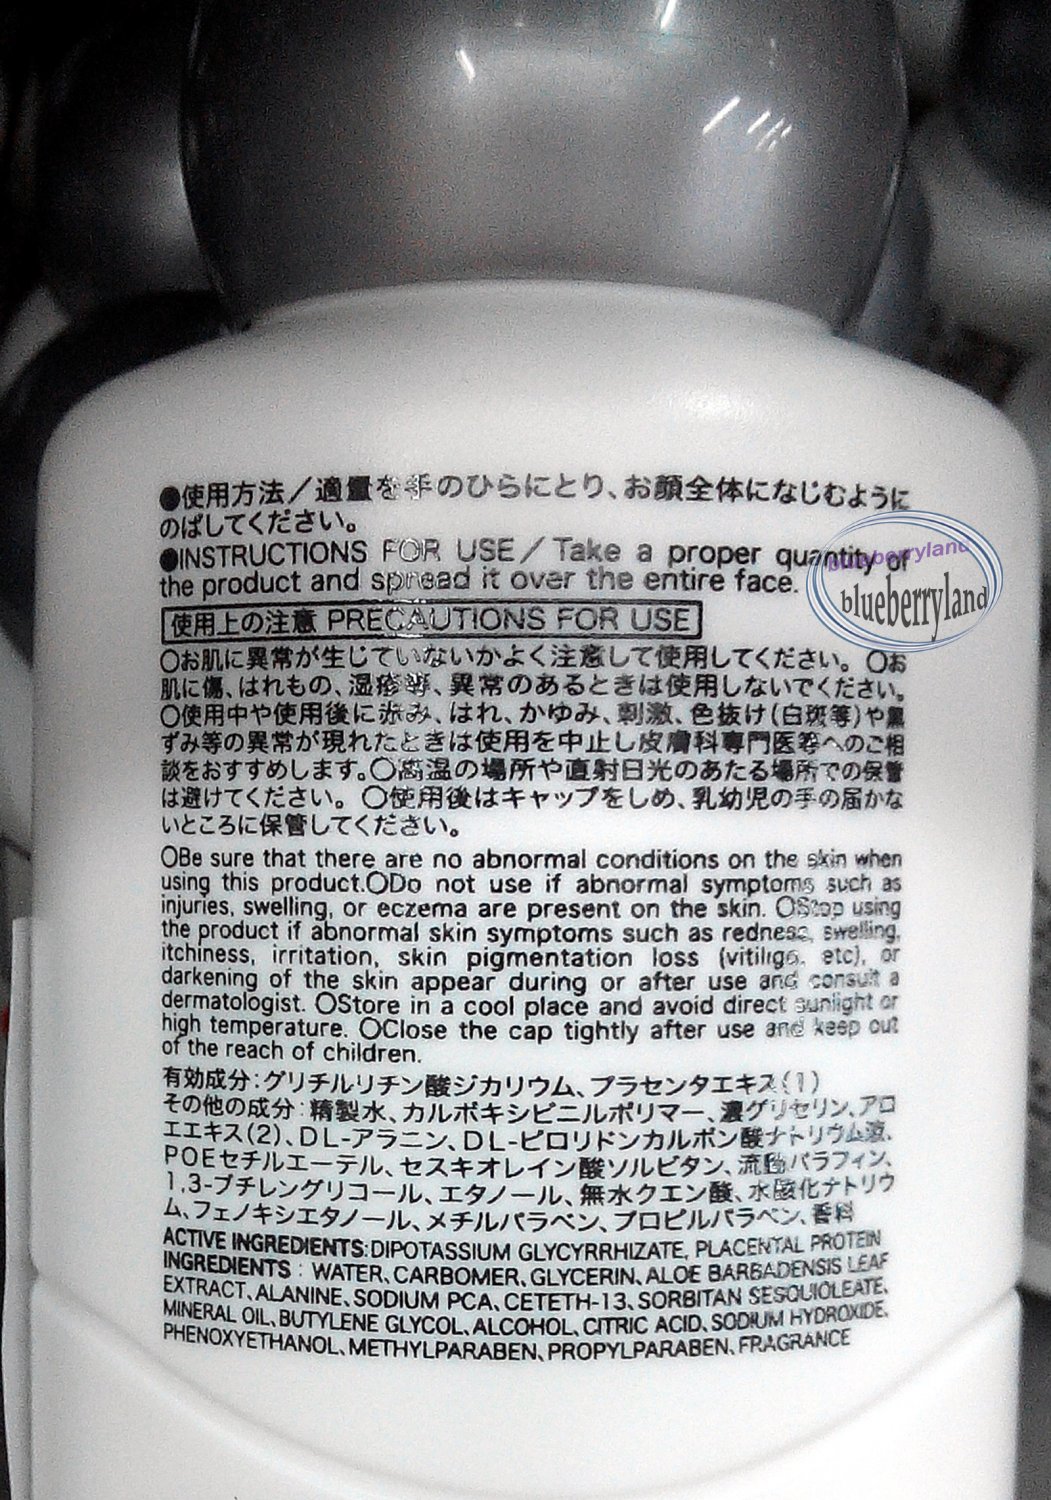 ●使用方法／適量を手のひらにとり、お顔全体になじむように
のばしてください。
●INSTRUCTIONS FOR USE／Take a proper quantity of
the product and spread it over the entire face.
blueberryland
blueberryland
使用上の注意 PRECAUTIONS FOR USE
○お肌に異常が生じていないかよく注意して使用してください。○お
肌に傷、はれもの、湿疹等、異常のあるときは使用しないでください。
○使用中や使用後に赤み、はれ、かゆみ、刺激、色抜け(白斑等)や黒
ずみ等の異常が現れたときは使用を中止し皮膚科専門医等へのご相
談をおすすめします。○高温の場所や直射日光のあたる場所での保管
は避けてください。○使用後はキャップをしめ、乳幼児の手の届かな
いところに保管してください。
○Be sure that there are no abnormal conditions on the skin when
using this product.○Do not use if abnormal symptoms such as
injuries, swelling, or eczema are present on the skin. ○Stop using
the product if abnormal skin symptoms such as redness, swelling,
itchiness, irritation, skin pigmentation loss (vitiligo, etc), or
darkening of the skin appear during or after use and consult a
dermatologist. ○Store in a cool place and avoid direct sunlight or
high temperature. ○Close the cap tightly after use and keep out
of the reach of children.
有効成分：グリチルリチン酸ジカリウム、プラセンタエキス(1)
その他の成分：精製水、カルボキシビニルポリマー、濃グリセリン、アロ
エエキス(2)、DL-アラニン、DL-ピロリドンカルボン酸ナトリウム液、
POEセチルエーテル、セスキオレイン酸ソルビタン、流動パラフィン、
1,3-ブチレングリコール、エタノール、無水クエン酸、水酸化ナトリウ
ム、フェノキシエタノール、メチルパラベン、プロピルパラベン、香料
ACTIVE INGREDIENTS:DIPOTASSIUM GLYCYRRHIZATE, PLACENTAL PROTEIN
INGREDIENTS : WATER、CARBOMER、GLYCERIN、ALOE BARBADENSIS LEAF
EXTRACT、ALANINE、SODIUM PCA、CETETH-13、SORBITAN SESQUIOLEATE、
MINERAL OIL、BUTYLENE GLYCOL、ALCOHOL、CITRIC ACID、SODIUM HYDROXIDE、
PHENOXYETHANOL、METHYLPARABEN、PROPYLPARABEN、FRAGRANCE